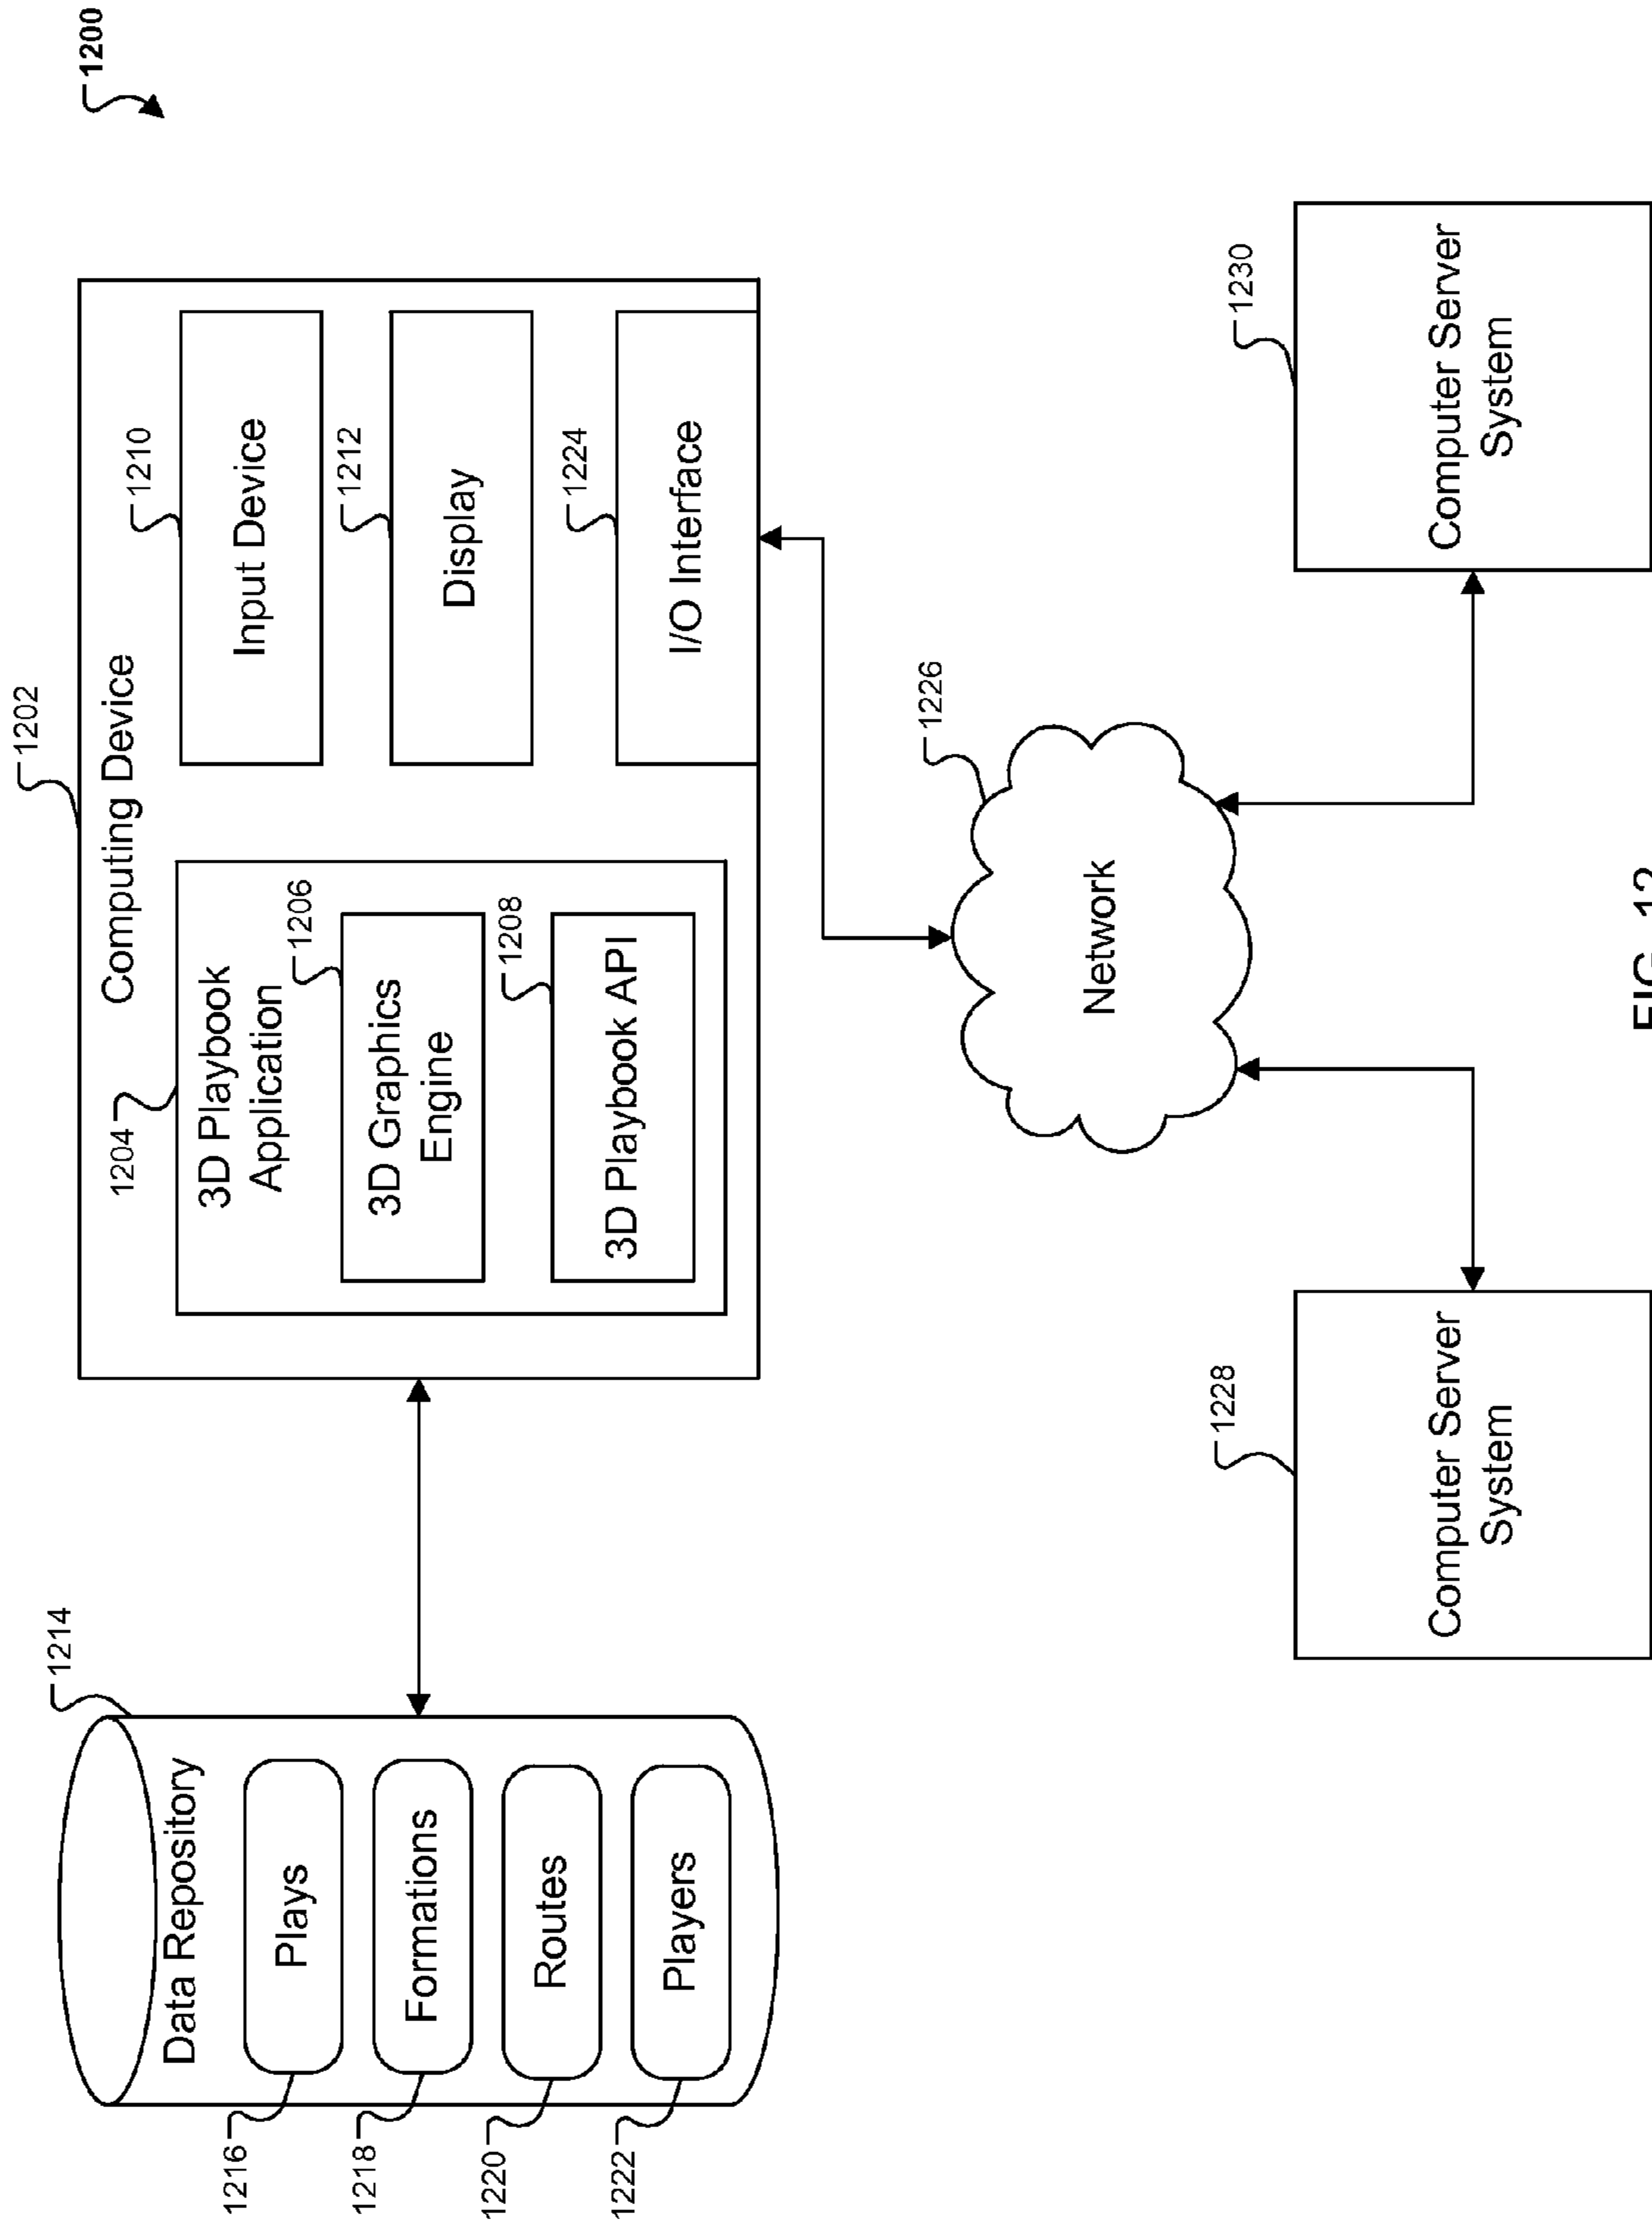 1200
1202
Computing Device
1214
Data Repository
1216
Plays
1218
Formations
1220
Routes
1222
Players
1204
3D Playbook
Application
1206
3D Graphics
Engine
1208
3D Playbook API
1210
Input Device
1212
Display
1224
I/O Interface
1226
Network
1228
Computer Server
System
1230
Computer Server
System
FIG. 12